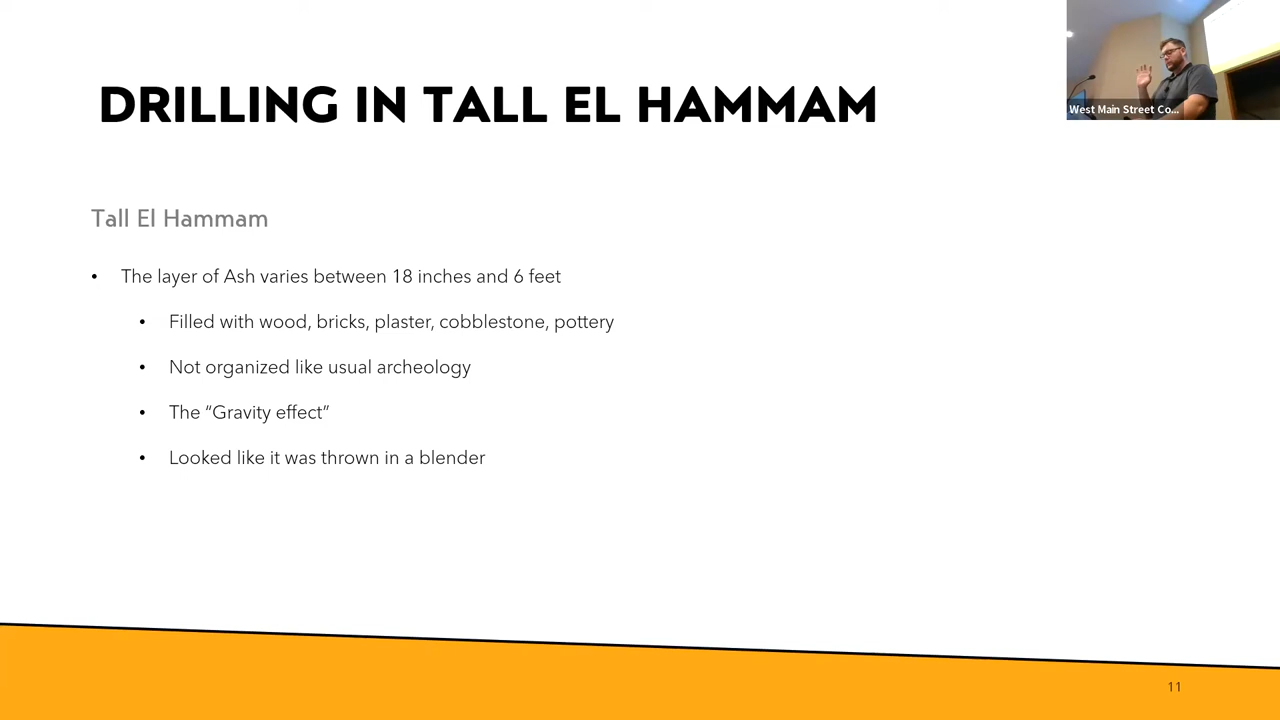 DRILLING IN TALL EL HAMMAM
West Main Street Co...
Tall El Hammam
• The layer of Ash varies between 18 inches and 6 feet
• Filled with wood, bricks, plaster, cobblestone, pottery
• Not organized like usual archeology
• The “Gravity effect”
• Looked like it was thrown in a blender
11